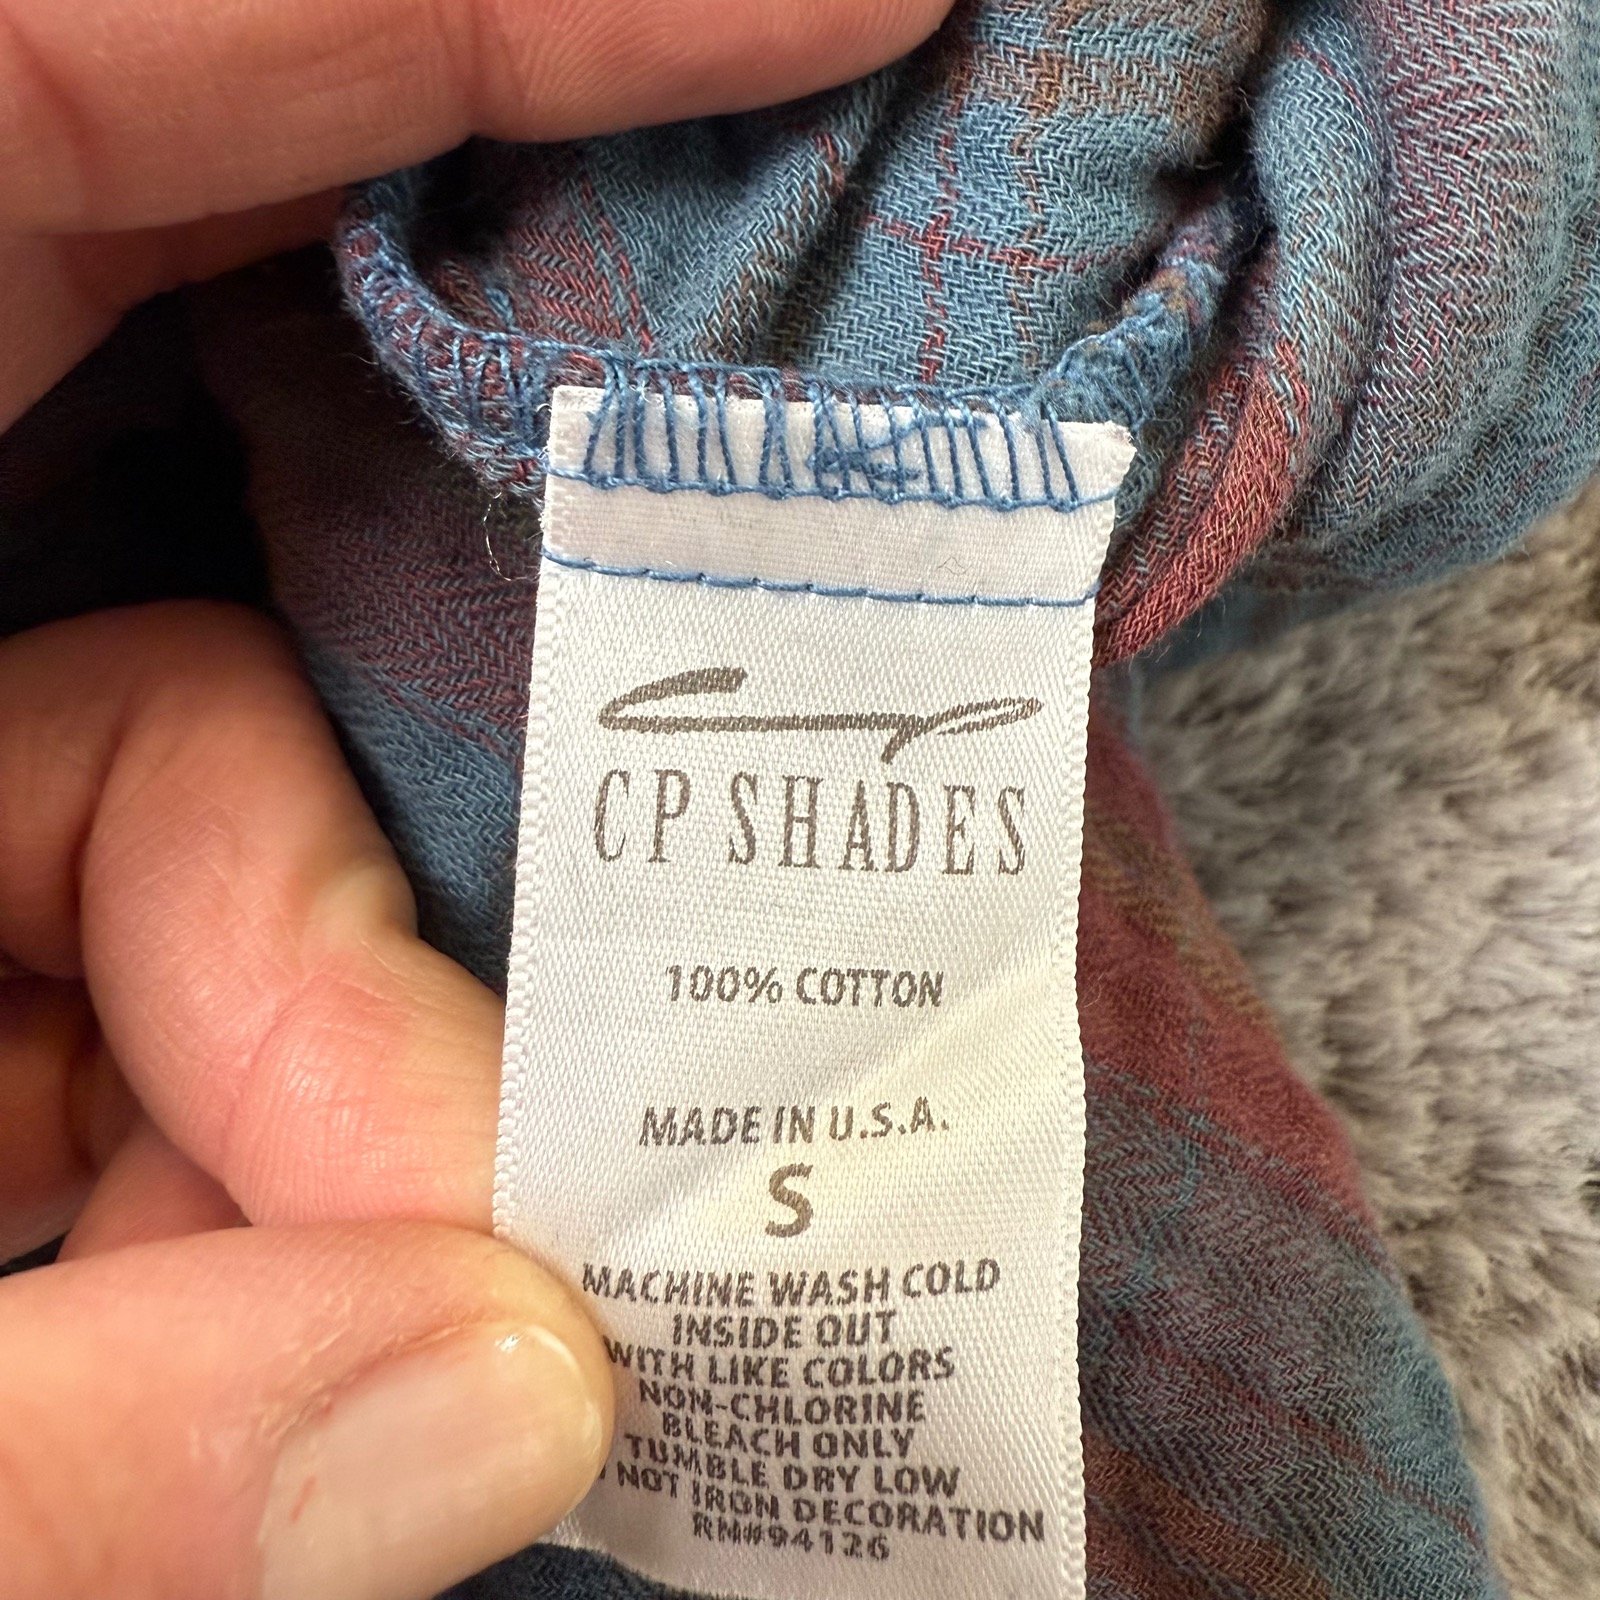 cp
CP SHADES
100% COTTON
MADE IN U.S.A.
S
MACHINE WASH COLD
INSIDE OUT
WITH LIKE COLORS
NON-CHLORINE
BLEACH ONLY
TUMBLE DRY LOW
NOT IRON DECORATION
RN#94126